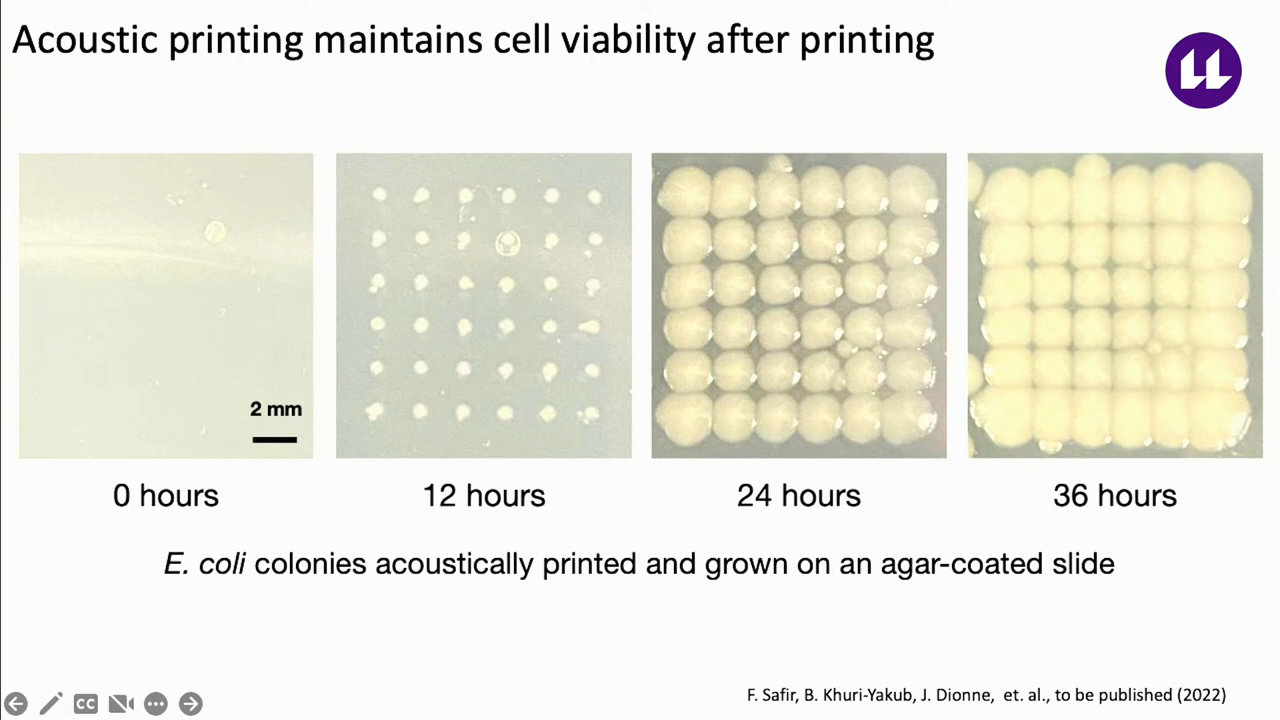 Acoustic printing maintains cell viability after printing
2 mm
0 hours
12 hours
24 hours
36 hours
E. coli colonies acoustically printed and grown on an agar-coated slide
CC
F. Safir, B. Khuri-Yakub, J. Dionne, et. al., to be published (2022)